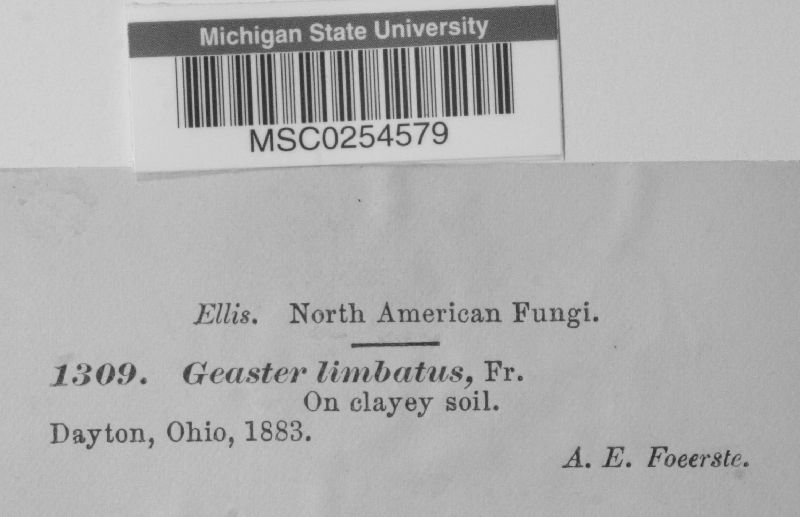 Michigan State University
MSC0254579
Ellis. North American Fungi.
1309. Geaster limbatus, Fr.
On clayey soil.
Dayton, Ohio, 1883.
A. E. Foeerste.